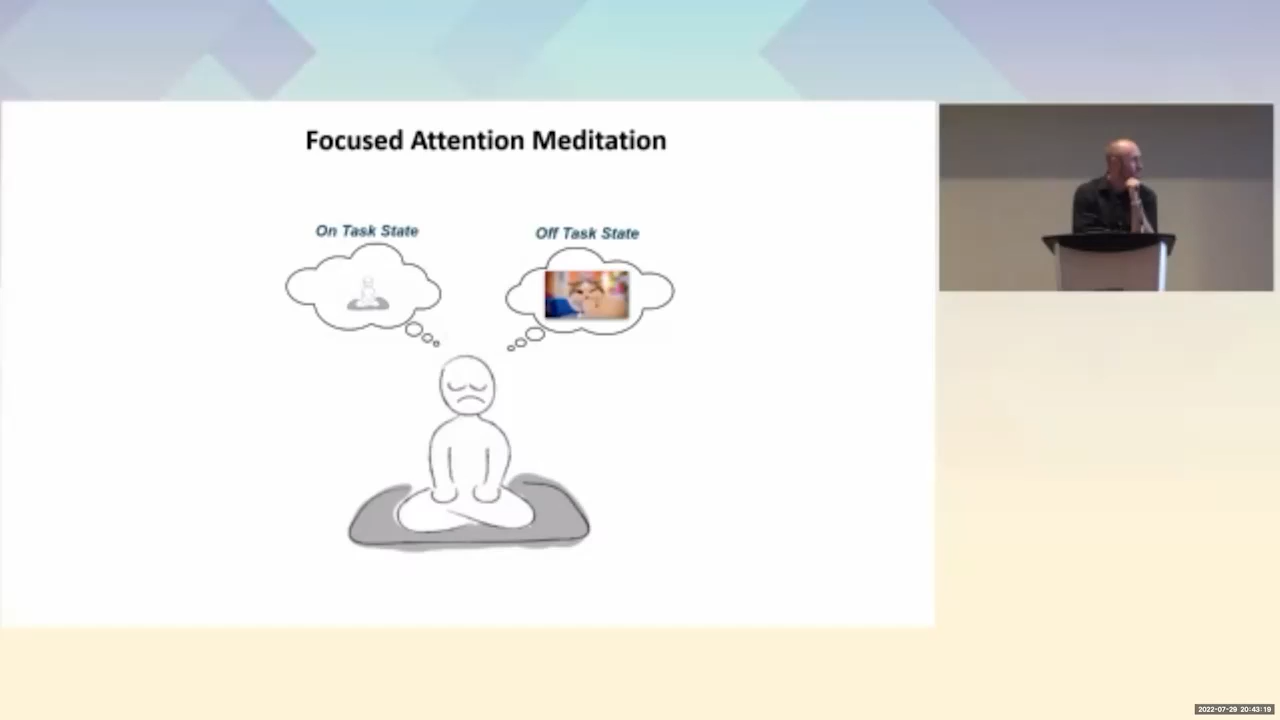 Focused Attention Meditation
On Task State
Off Task State
2022-07-29 20:43:19